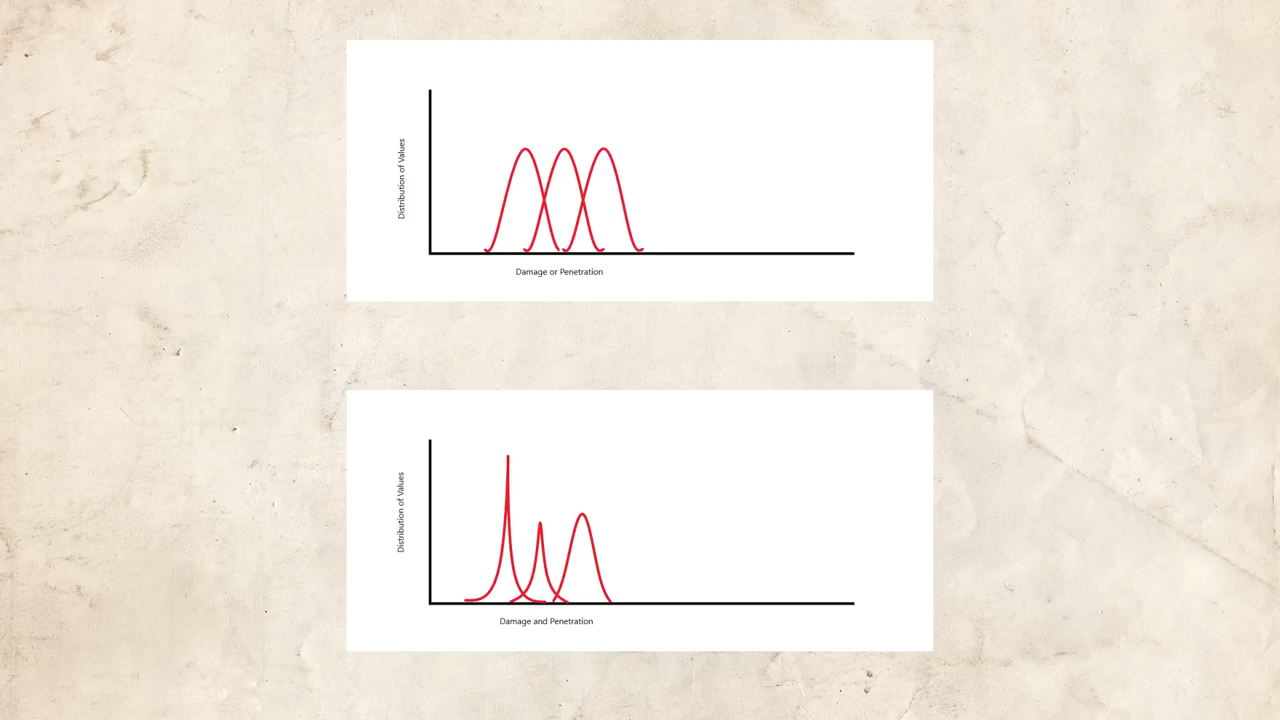 Distribution of Values
Damage or Penetration
Distribution of Values
Damage and Penetration